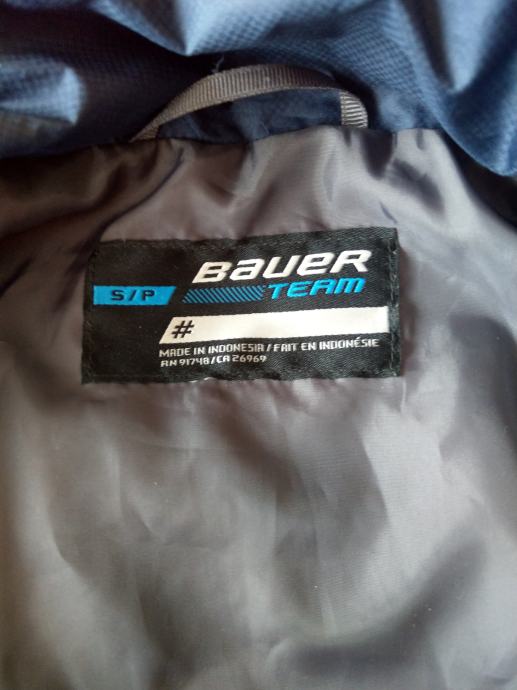 BAUER
S/P TEAM
#
MADE IN INDONESIA / FAIT EN INDONÉSIE
RN 91748 / CA 26969